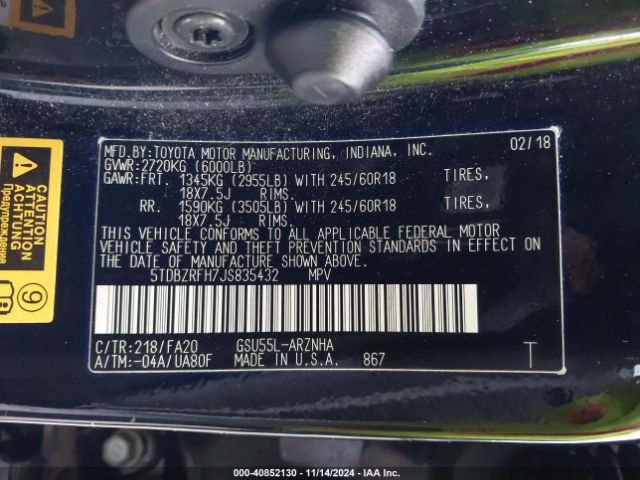 MFD.BY:TOYOTA MOTOR MANUFACTURING, INDIANA, INC. 02/18
GVWR:2720KG (6000LB)
GAWR:FRT. 1345KG (2955LB) WITH 245/60R18 TIRES,
18X7.5J RIMS.
RR. 1590KG (3505LB) WITH 245/60R18 TIRES,
18X7.5J RIMS.
THIS VEHICLE CONFORMS TO ALL APPLICABLE FEDERAL MOTOR
VEHICLE SAFETY AND THEFT PREVENTION STANDARDS IN EFFECT
ON THE DATE OF MANUFACTURE SHOWN ABOVE.
5TDBZRFH7JS835432 MPV
C/TR:218/FA20 GSU55L-ARZNHA
A/TM:-04A/UA80F MADE IN U.S.A. 867 T
CAUTION
ATTENTION
ACHTUNG
Предупреждение
9
000-40852130 - 11/14/2024 - IAA Inc.